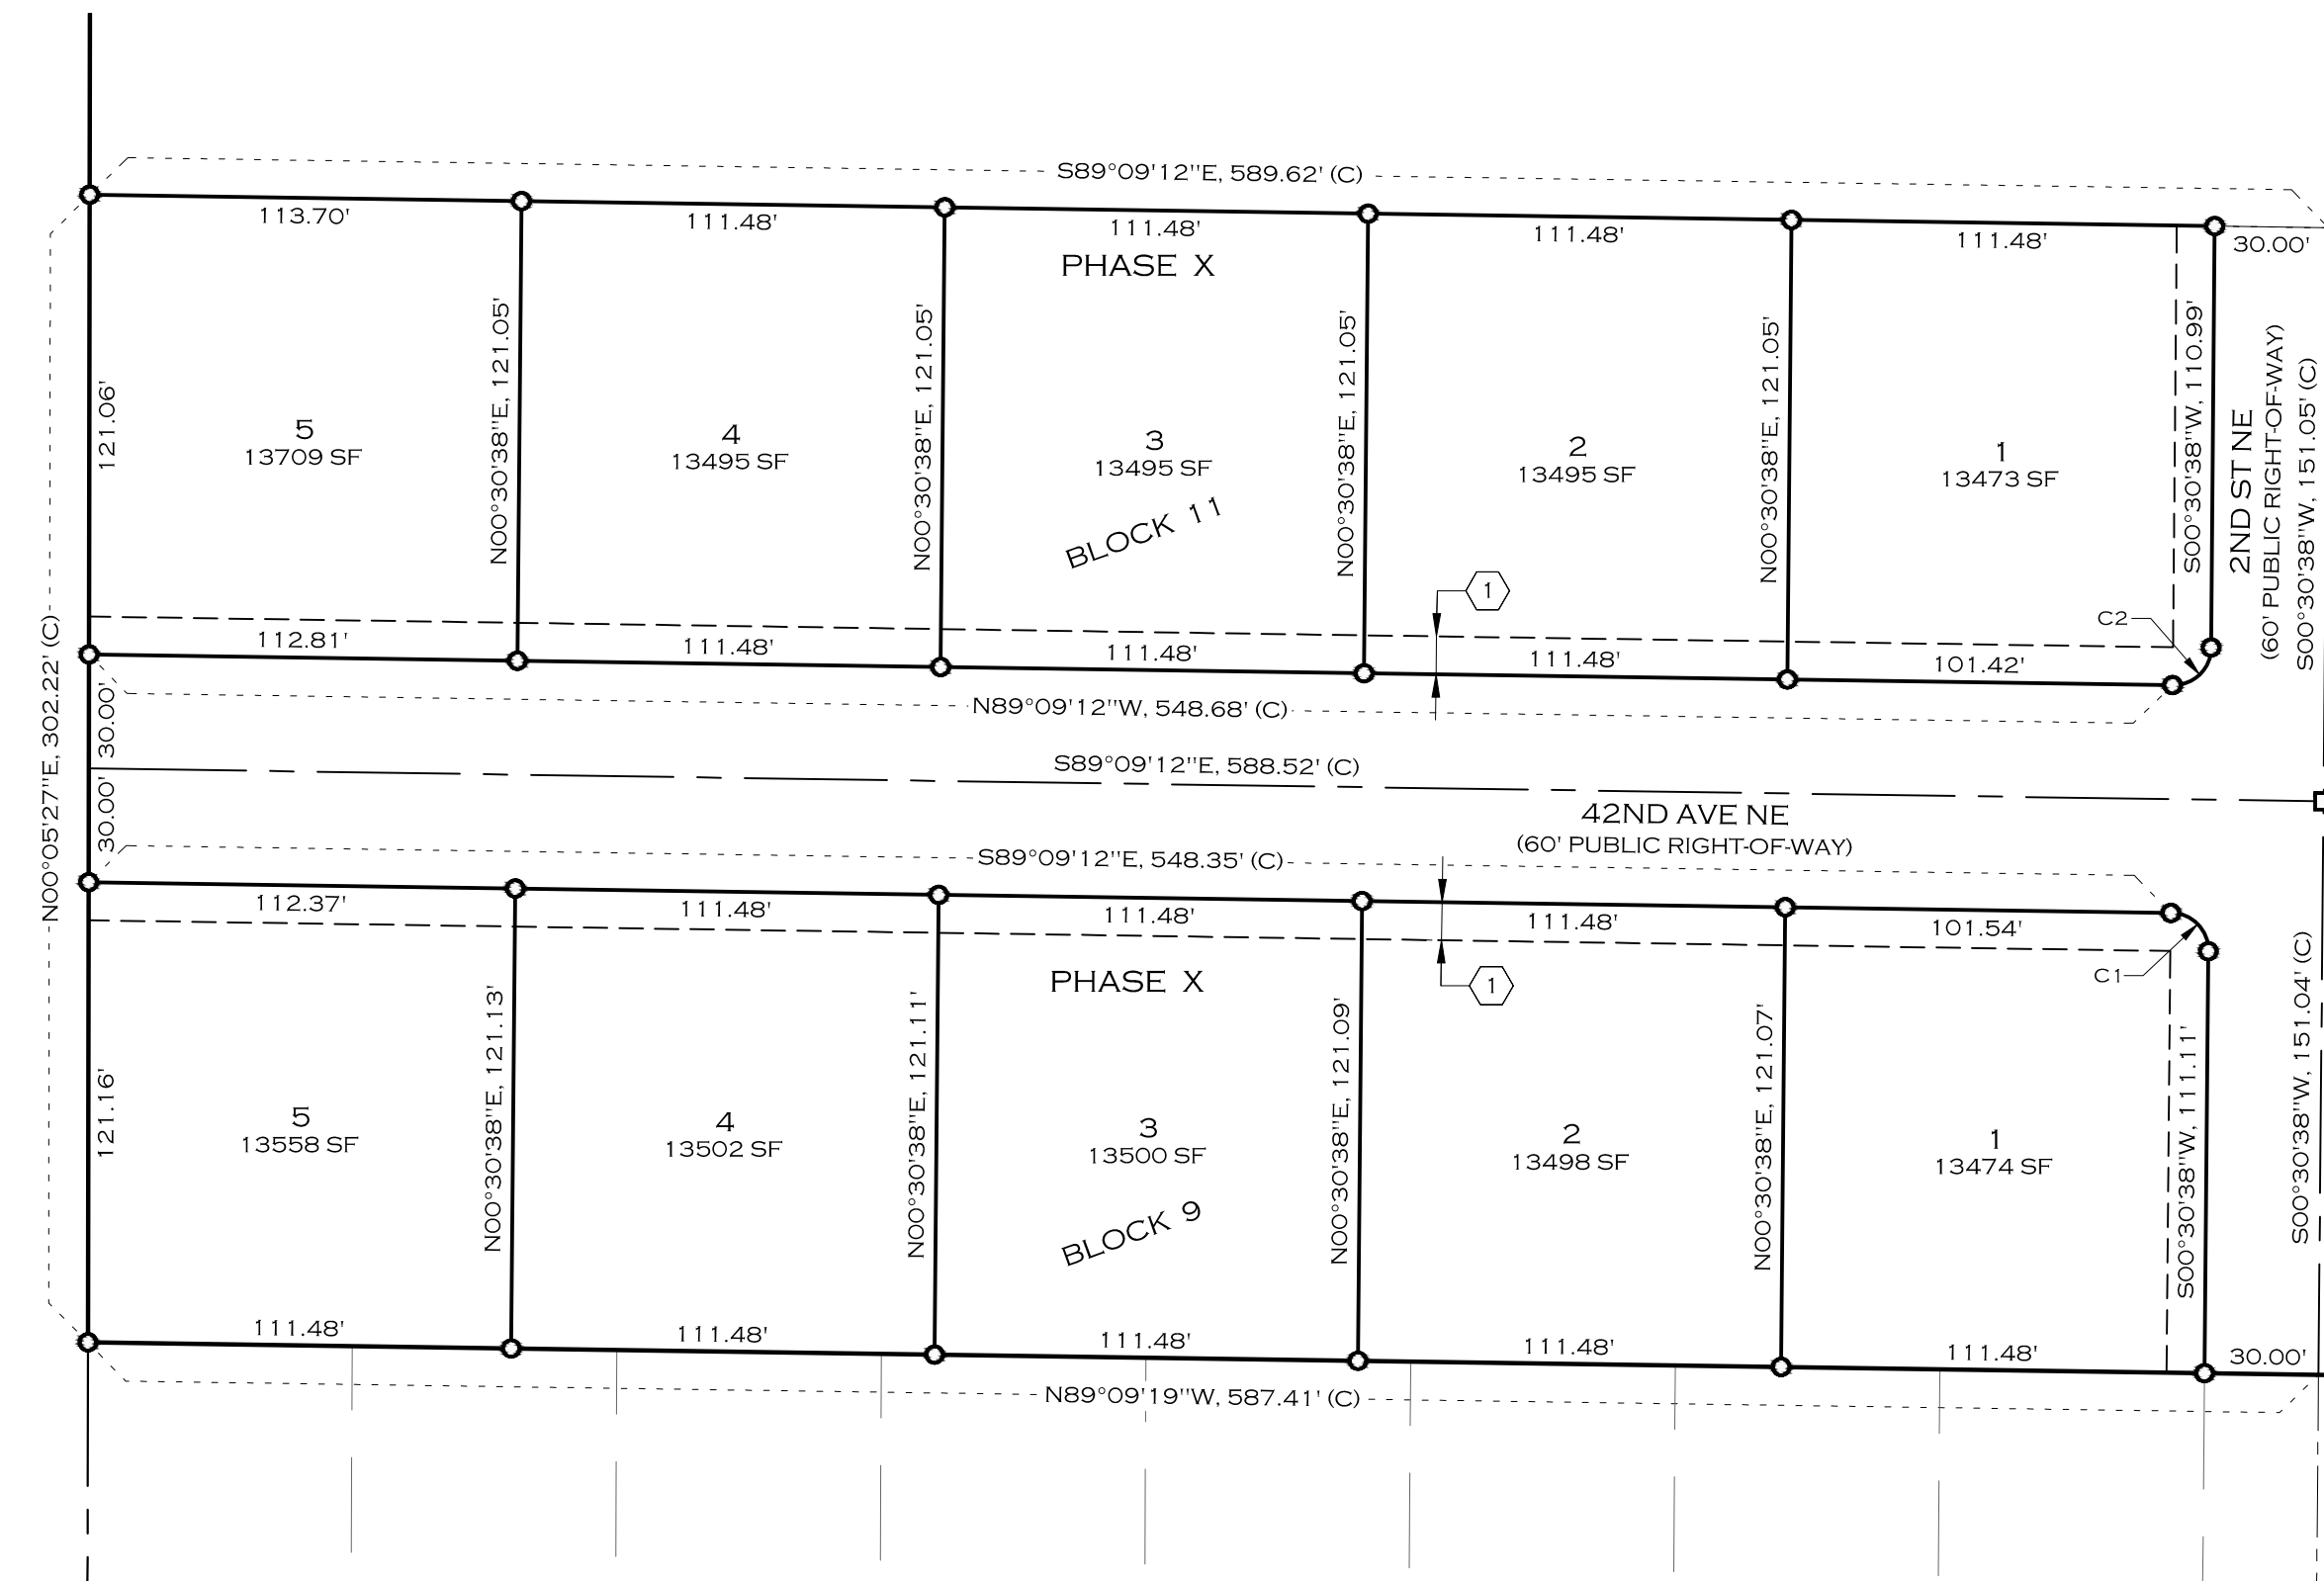 S89°09'12"E, 589.62' (C)
113.70'
111.48'
111.48'
111.48'
111.48'
30.00'
PHASE X
121.06'
N00°30'38"E, 121.05'
N00°30'38"E, 121.05'
N00°30'38"E, 121.05'
N00°30'38"E, 121.05'
S00°30'38"W, 110.99'
2ND ST NE
(60' PUBLIC RIGHT-OF-WAY)
S00°30'38"W, 151.05' (C)
5
13709 SF
4
13495 SF
3
13495 SF
2
13495 SF
1
13473 SF
BLOCK 11
1
C2
112.81'
111.48'
111.48'
111.48'
101.42'
N89°09'12"W, 548.68' (C)
N00°05'27"E, 302.22' (C)
30.00'
30.00'
S89°09'12"E, 588.52' (C)
42ND AVE NE
(60' PUBLIC RIGHT-OF-WAY)
S89°09'12"E, 548.35' (C)
112.37'
111.48'
111.48'
111.48'
101.54'
PHASE X
1
C1
121.16'
N00°30'38"E, 121.13'
N00°30'38"E, 121.11'
N00°30'38"E, 121.09'
N00°30'38"E, 121.07'
S00°30'38"W, 111.11'
S00°30'38"W, 151.04' (C)
5
13558 SF
4
13502 SF
3
13500 SF
2
13498 SF
1
13474 SF
BLOCK 9
111.48'
111.48'
111.48'
111.48'
111.48'
30.00'
N89°09'19"W, 587.41' (C)